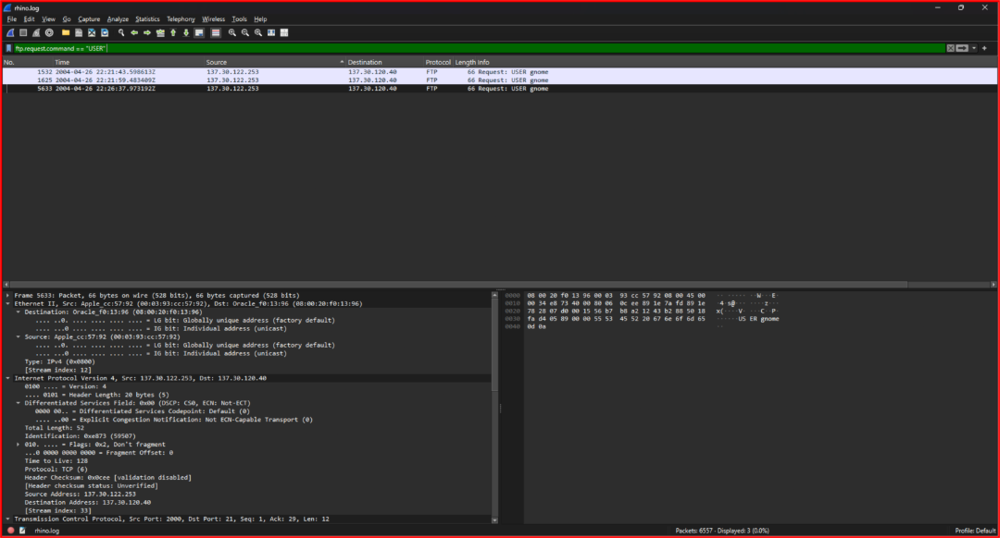 rhino.log
File Edit View Go Capture Analyze Statistics Telephony Wireless Tools Help
ftp.request.command == "USER"
No. Time Source Destination Protocol Length Info
1532 2004-04-26 22:21:43.598613Z 137.30.122.253 137.30.120.40 FTP 66 Request: USER gnome
1625 2004-04-26 22:21:59.483409Z 137.30.122.253 137.30.120.40 FTP 66 Request: USER gnome
5633 2004-04-26 22:26:37.973192Z 137.30.122.253 137.30.120.40 FTP 66 Request: USER gnome
Frame 5633: Packet, 66 bytes on wire (528 bits), 66 bytes captured (528 bits)
Ethernet II, Src: Apple_cc:57:92 (00:03:93:cc:57:92), Dst: Oracle_f0:13:96 (08:00:20:f0:13:96)
Destination: Oracle_f0:13:96 (08:00:20:f0:13:96)
.... ..0. .... .... .... .... = LG bit: Globally unique address (factory default)
.... ...0 .... .... .... .... = IG bit: Individual address (unicast)
Source: Apple_cc:57:92 (00:03:93:cc:57:92)
.... ..0. .... .... .... .... = LG bit: Globally unique address (factory default)
.... ...0 .... .... .... .... = IG bit: Individual address (unicast)
Type: IPv4 (0x0800)
[Stream index: 12]
Internet Protocol Version 4, Src: 137.30.122.253, Dst: 137.30.120.40
0100 .... = Version: 4
.... 0101 = Header Length: 20 bytes (5)
Differentiated Services Field: 0x00 (DSCP: CS0, ECN: Not-ECT)
0000 00.. = Differentiated Services Codepoint: Default (0)
.... ..00 = Explicit Congestion Notification: Not ECN-Capable Transport (0)
Total Length: 52
Identification: 0xe873 (59507)
010. .... = Flags: 0x2, Don't fragment
...0 0000 0000 0000 = Fragment Offset: 0
Time to Live: 128
Protocol: TCP (6)
Header Checksum: 0x0cee [validation disabled]
[Header checksum status: Unverified]
Source Address: 137.30.122.253
Destination Address: 137.30.120.40
[Stream index: 33]
Transmission Control Protocol, Src Port: 2000, Dst Port: 21, Seq: 1, Ack: 29, Len: 12
0000 08 00 20 f0 13 96 00 03 93 cc 57 92 08 00 45 00 ·· ····· ··W···E·
0010 00 34 e8 73 40 00 80 06 0c ee 89 1e 7a fd 89 1e ·4·s@··· ····z···
0020 78 28 07 d0 00 15 56 b7 b8 a2 12 43 b2 88 50 18 x(····V· ···C··P·
0030 fa d4 05 89 00 00 55 53 45 52 20 67 6e 6f 6d 65 ······US ER gnome
0040 0d 0a ··
rhino.log Packets: 6557 · Displayed: 3 (0.0%) Profile: Default